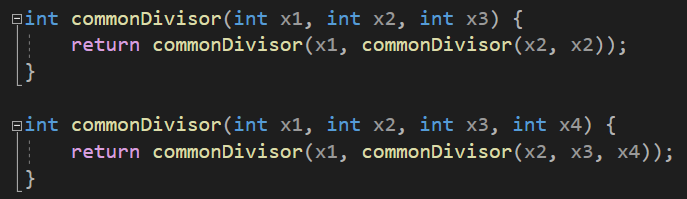 int commonDivisor(int x1, int x2, int x3) {
return commonDivisor(x1, commonDivisor(x2, x2));
}
int commonDivisor(int x1, int x2, int x3, int x4) {
return commonDivisor(x1, commonDivisor(x2, x3, x4));
}